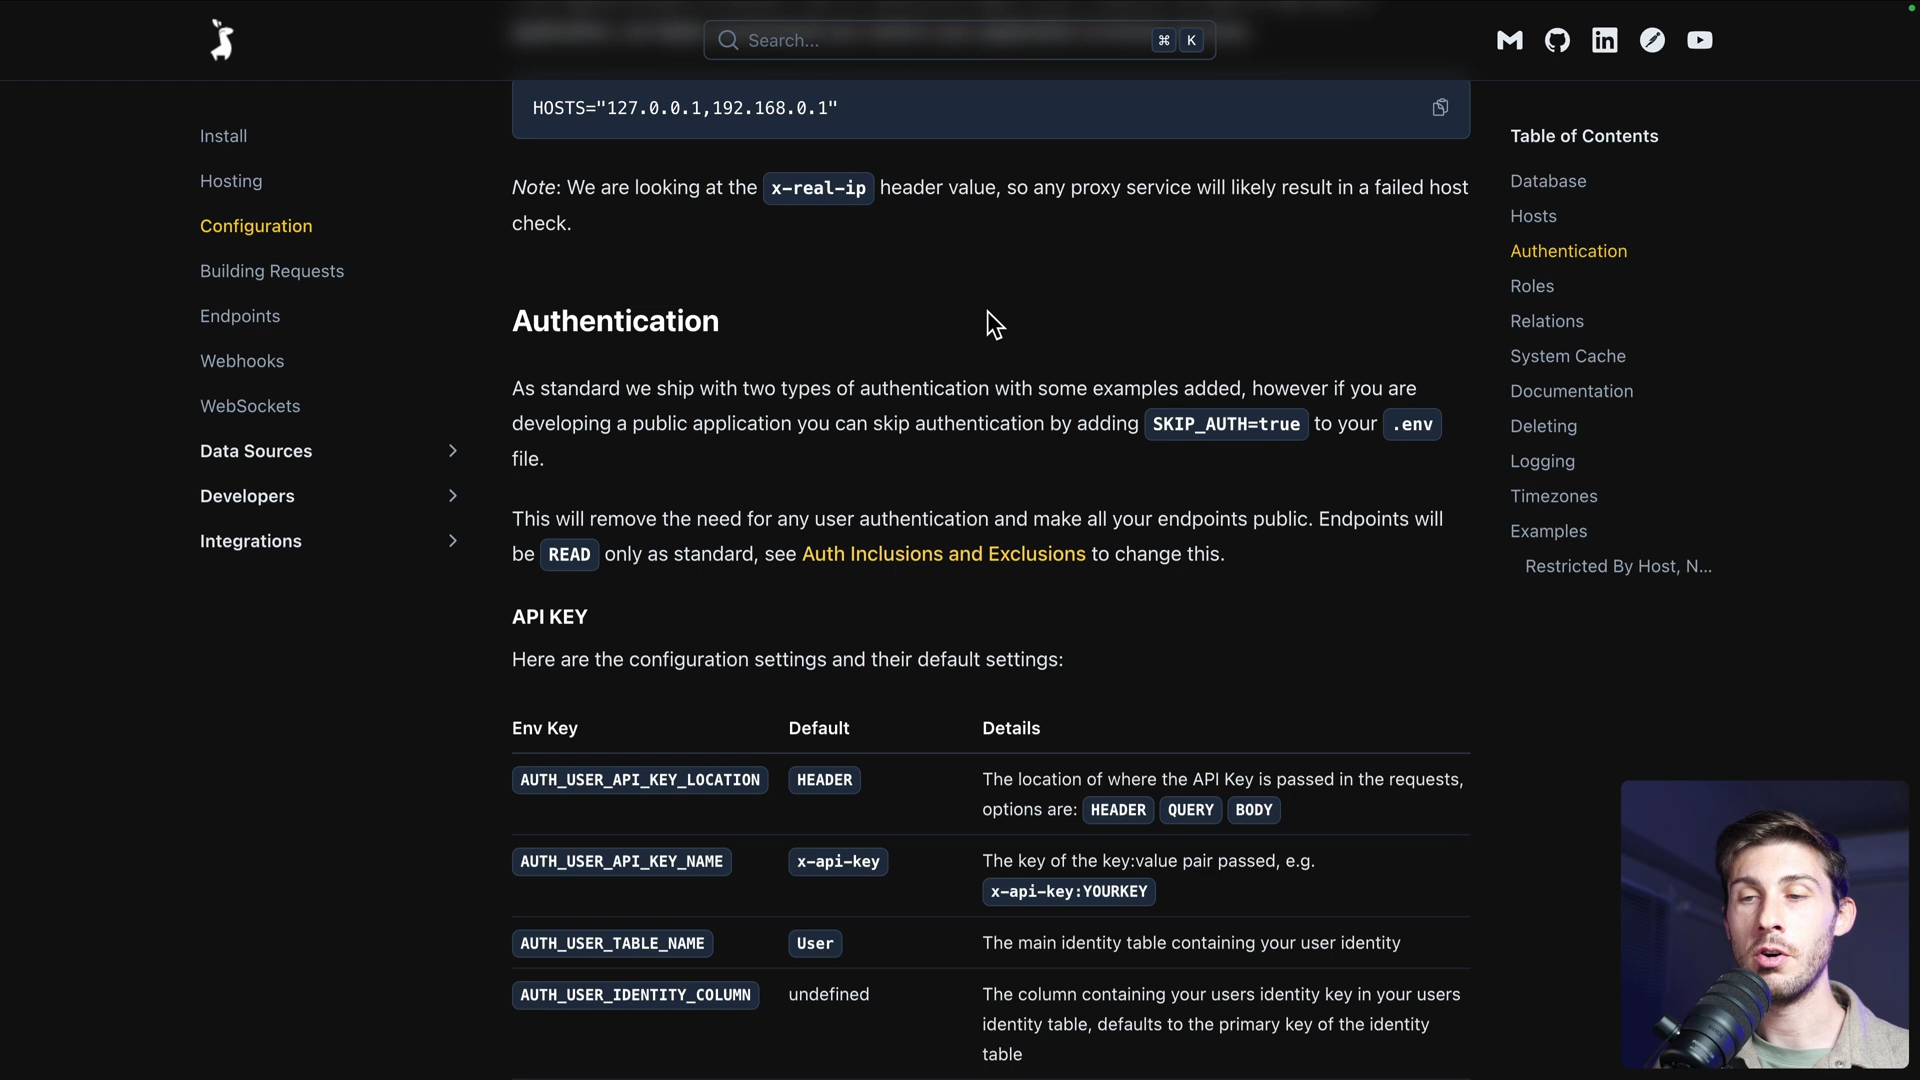 Search...
⌘ K
Install
Hosting
Configuration
Building Requests
Endpoints
Webhooks
WebSockets
Data Sources
Developers
Integrations
HOSTS="127.0.0.1,192.168.0.1"
Note: We are looking at the x-real-ip header value, so any proxy service will likely result in a failed host
check.
Authentication
As standard we ship with two types of authentication with some examples added, however if you are
developing a public application you can skip authentication by adding SKIP_AUTH=true to your .env
file.
This will remove the need for any user authentication and make all your endpoints public. Endpoints will
be READ only as standard, see Auth Inclusions and Exclusions to change this.
API KEY
Here are the configuration settings and their default settings:
Env Key Default Details
AUTH_USER_API_KEY_LOCATION HEADER The location of where the API Key is passed in the requests,
options are: HEADER QUERY BODY
AUTH_USER_API_KEY_NAME x-api-key The key of the key:value pair passed, e.g.
x-api-key:YOURKEY
AUTH_USER_TABLE_NAME User The main identity table containing your user identity
AUTH_USER_IDENTITY_COLUMN undefined The column containing your users identity key in your users
identity table, defaults to the primary key of the identity
table
Table of Contents
Database
Hosts
Authentication
Roles
Relations
System Cache
Documentation
Deleting
Logging
Timezones
Examples
Restricted By Host, N...